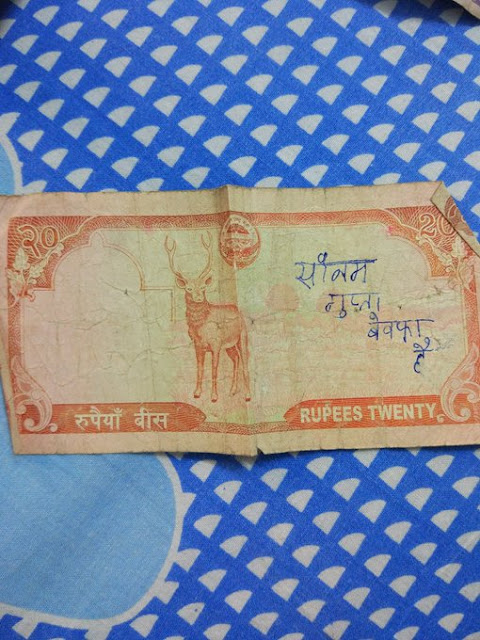 २० 20
सोनम
गुप्ता
बेवफा
है
रुपैयाँ बीस RUPEES TWENTY